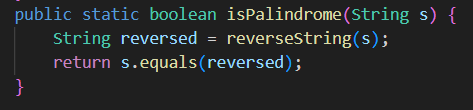 public static boolean isPalindrome(String s) {
    String reversed = reverseString(s);
    return s.equals(reversed);
}